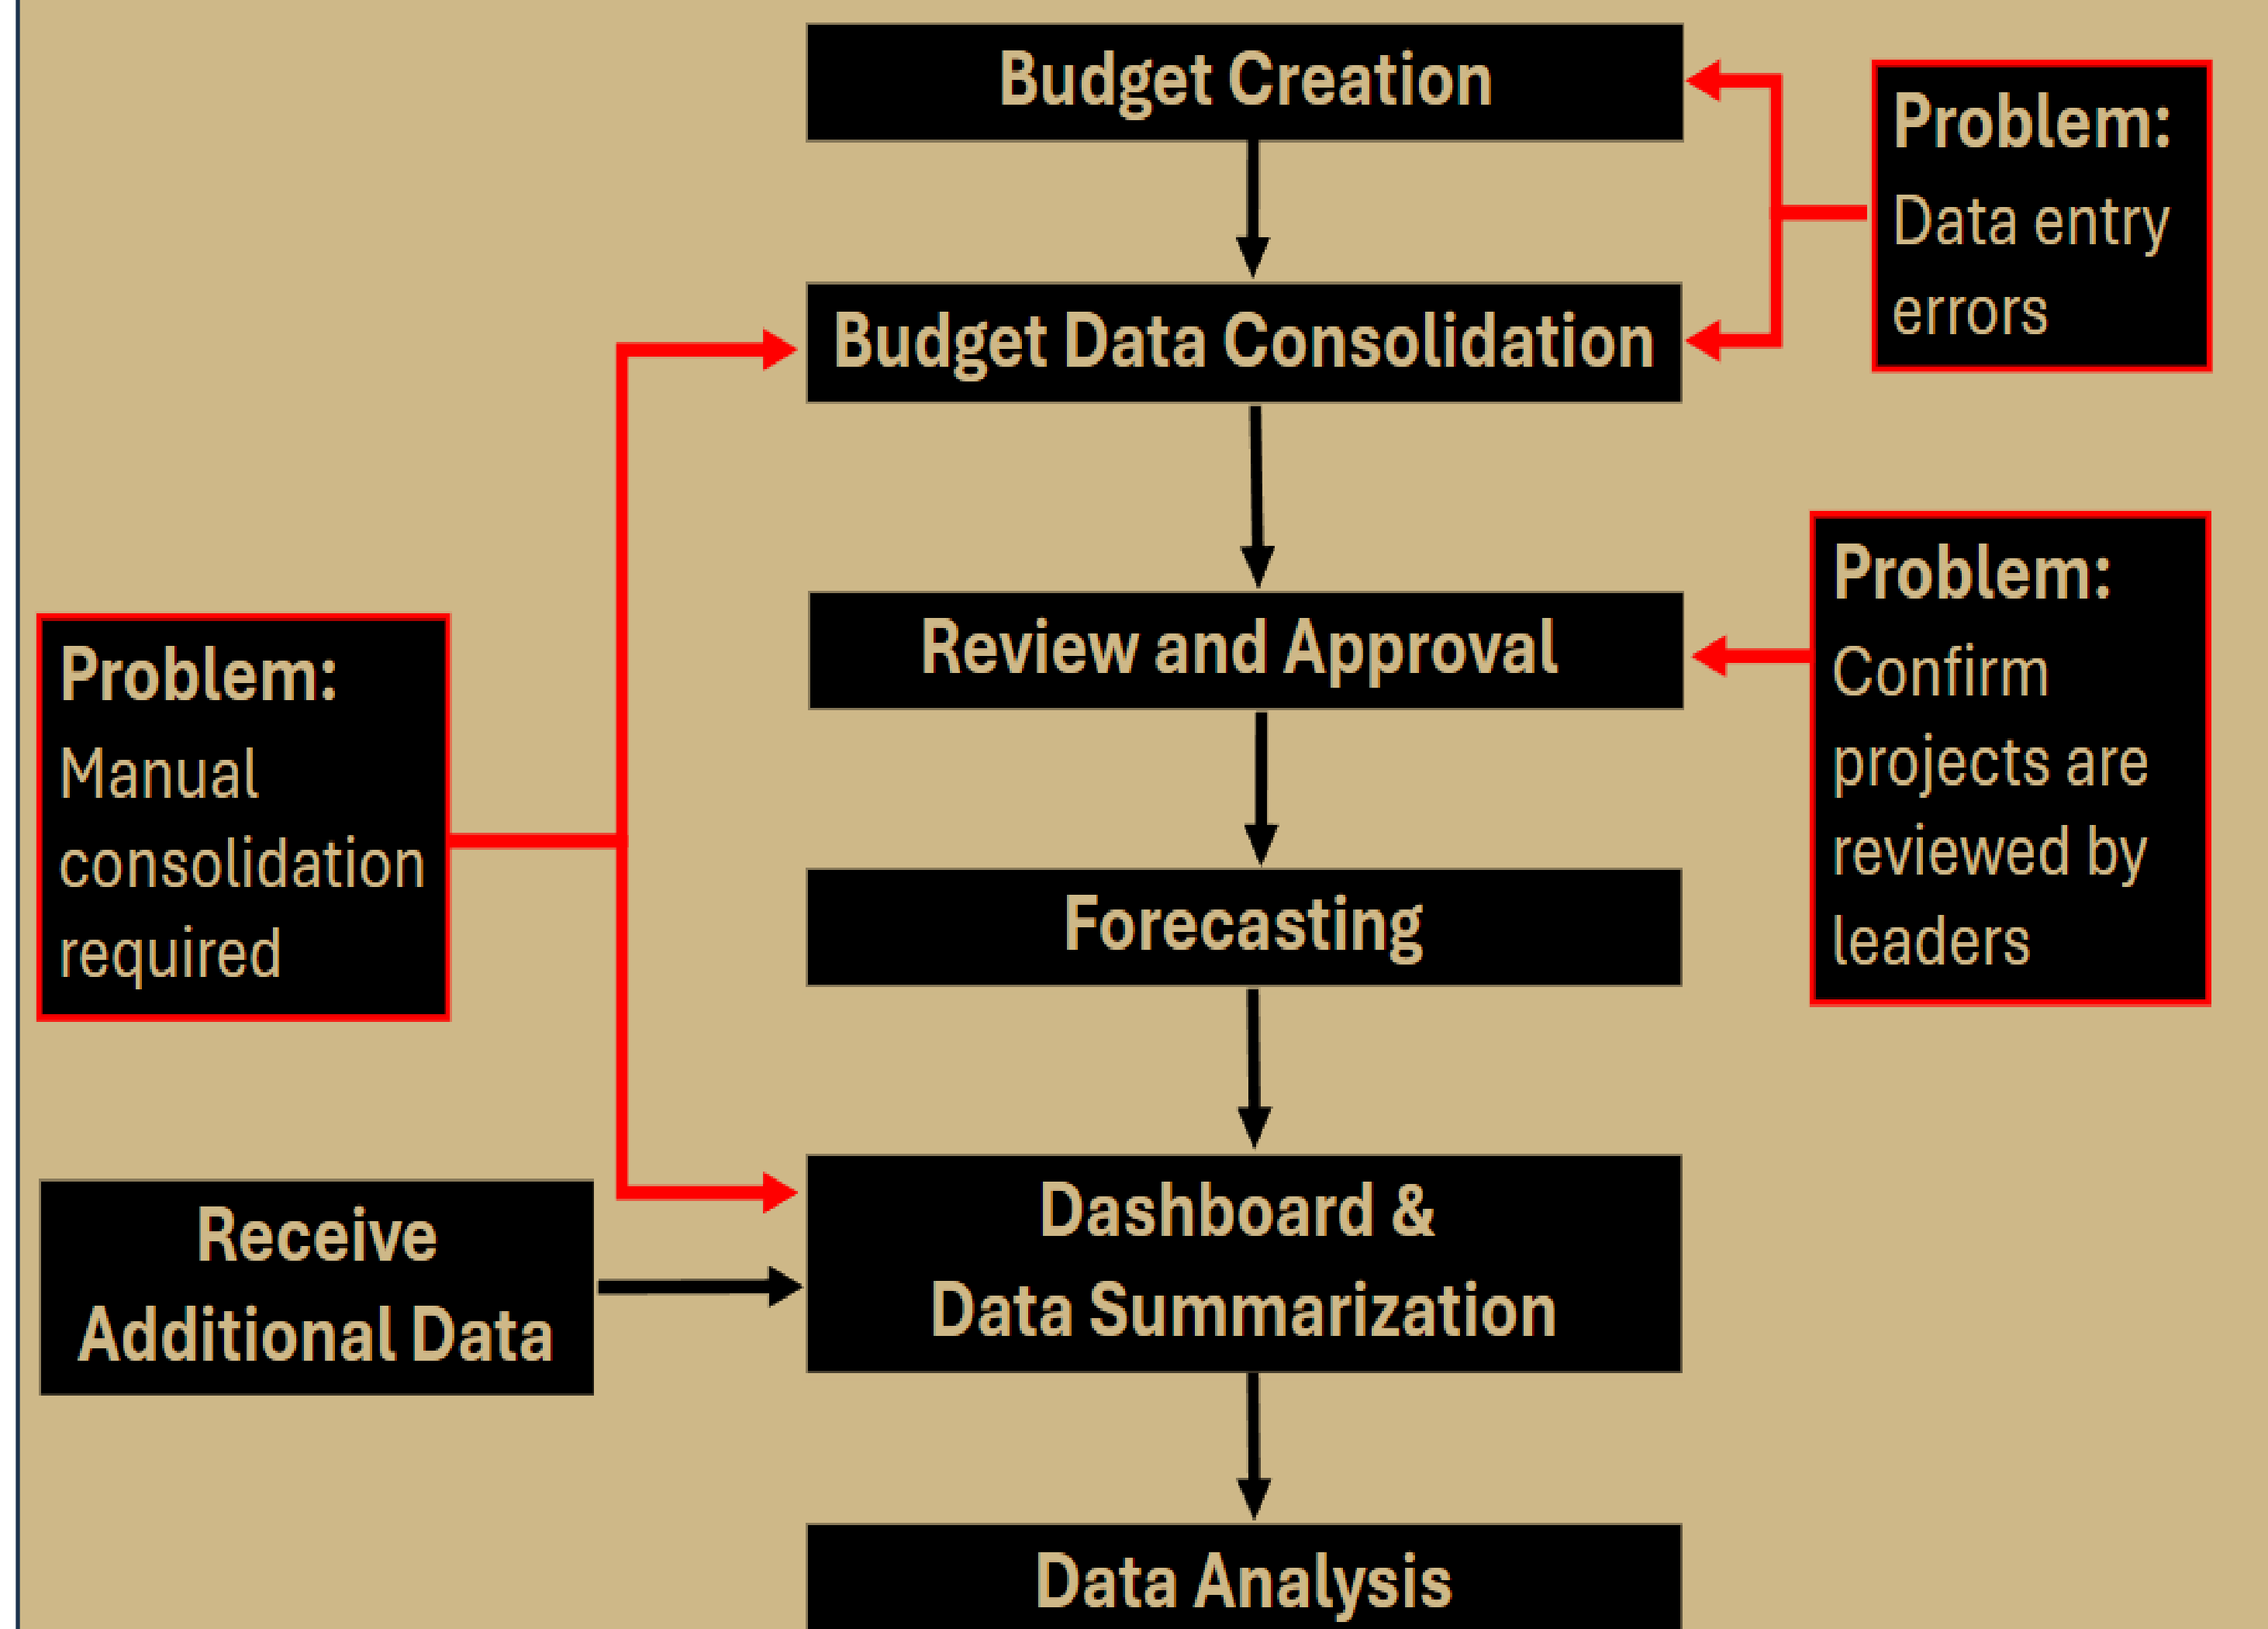 Budget Creation
Problem:
Data entry
errors
Budget Data Consolidation
Review and Approval
Problem:
Confirm
projects are
reviewed by
leaders
Problem:
Manual
consolidation
required
Forecasting
Receive
Additional Data
Dashboard &
Data Summarization
Data Analysis